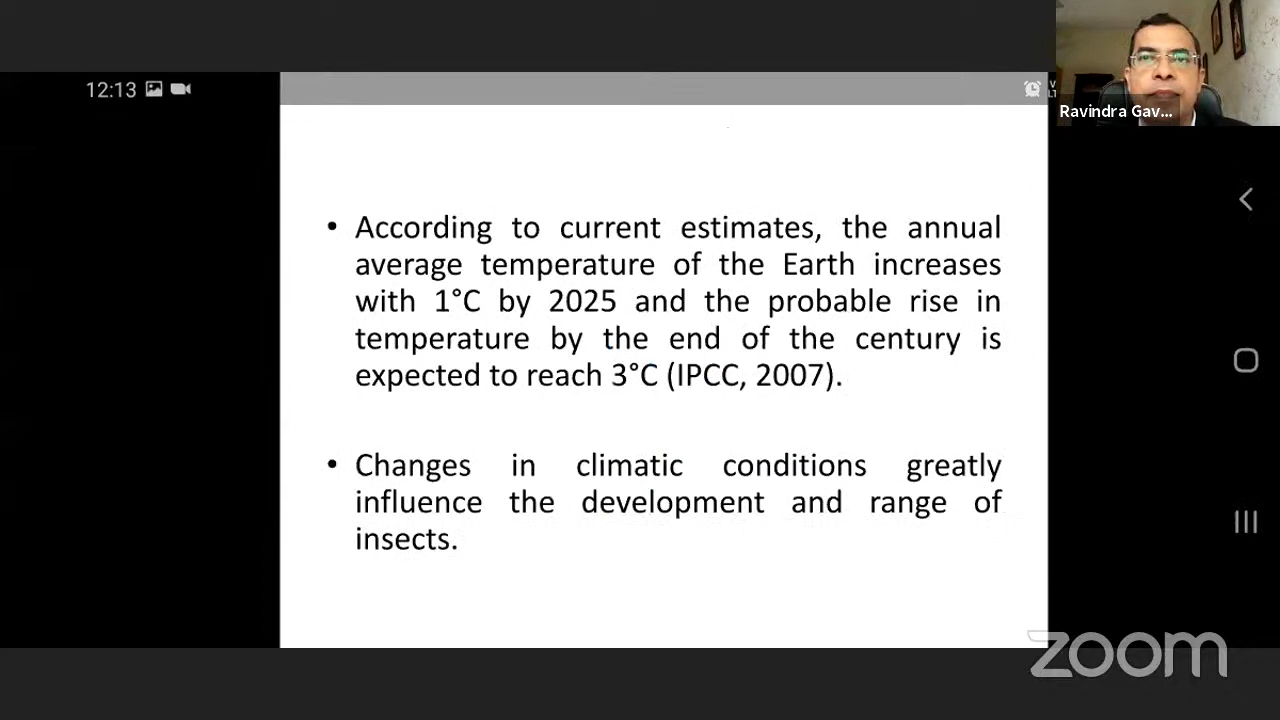 12:13
V
LT
Ravindra Gav...
• According to current estimates, the annual
average temperature of the Earth increases
with 1°C by 2025 and the probable rise in
temperature by the end of the century is
expected to reach 3°C (IPCC, 2007).
• Changes in climatic conditions greatly
influence the development and range of
insects.
zoom